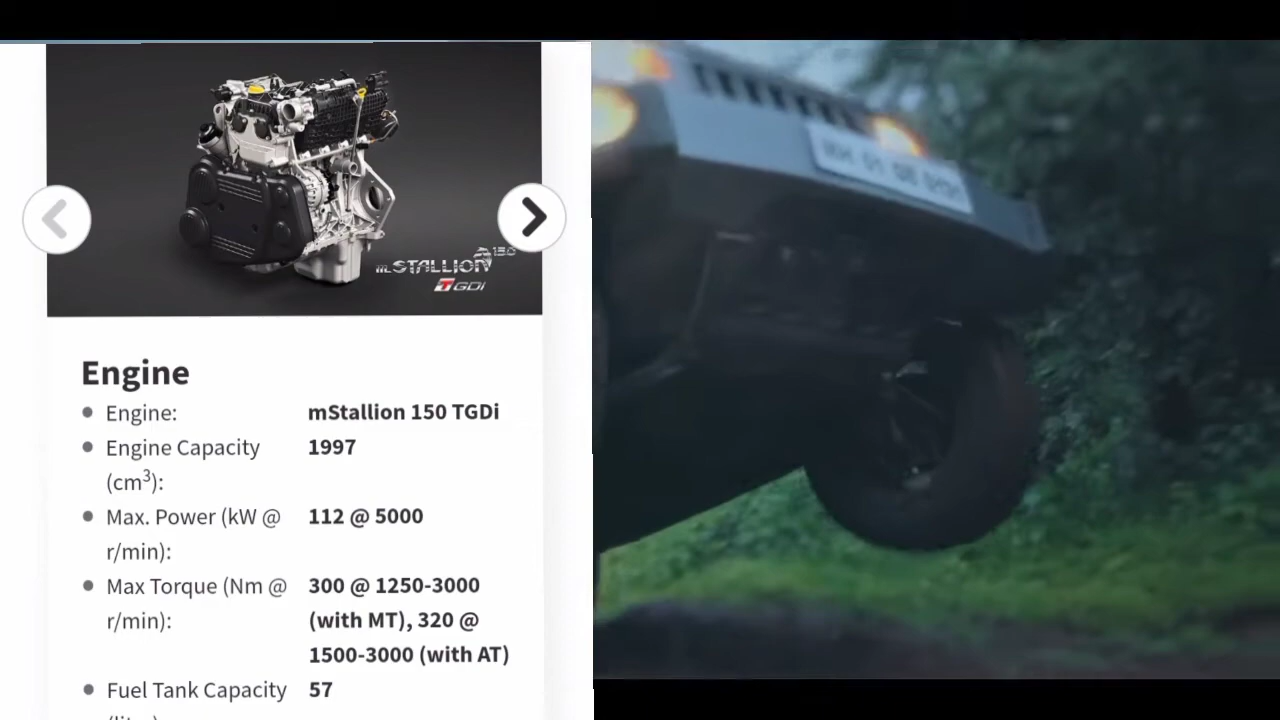 mSTALLION 150
TGDi
Engine
Engine: mStallion 150 TGDi
Engine Capacity 1997
(cm³):
Max. Power (kW @ 112 @ 5000
r/min):
Max Torque (Nm @ 300 @ 1250-3000
r/min): (with MT), 320 @
1500-3000 (with AT)
Fuel Tank Capacity 57